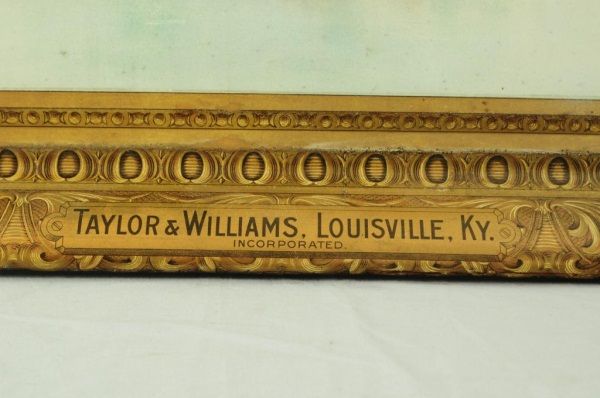 TAYLOR & WILLIAMS, LOUISVILLE, KY.
INCORPORATED.